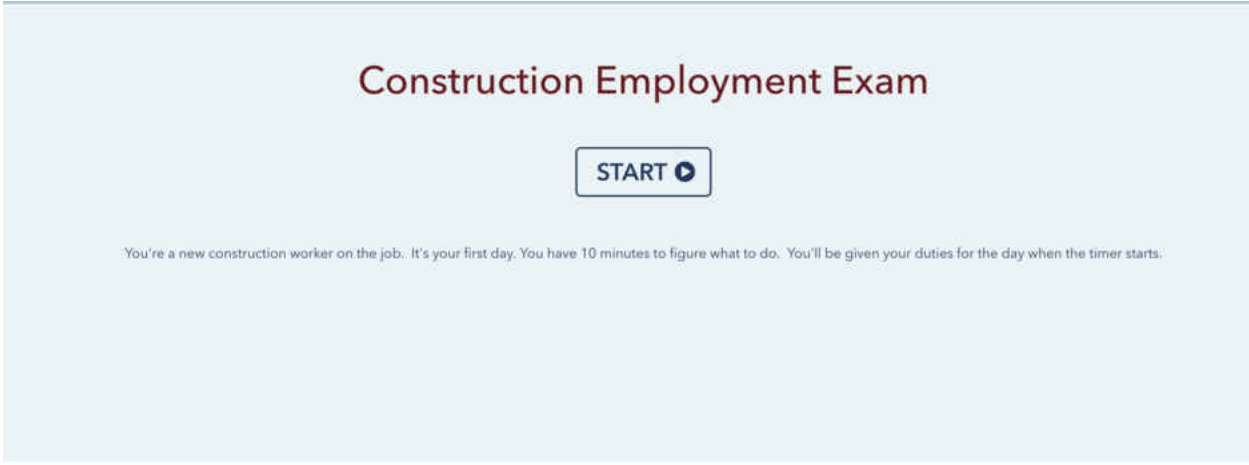 Construction Employment Exam
START
You're a new construction worker on the job. It's your first day. You have 10 minutes to figure what to do. You'll be given your duties for the day when the timer starts.